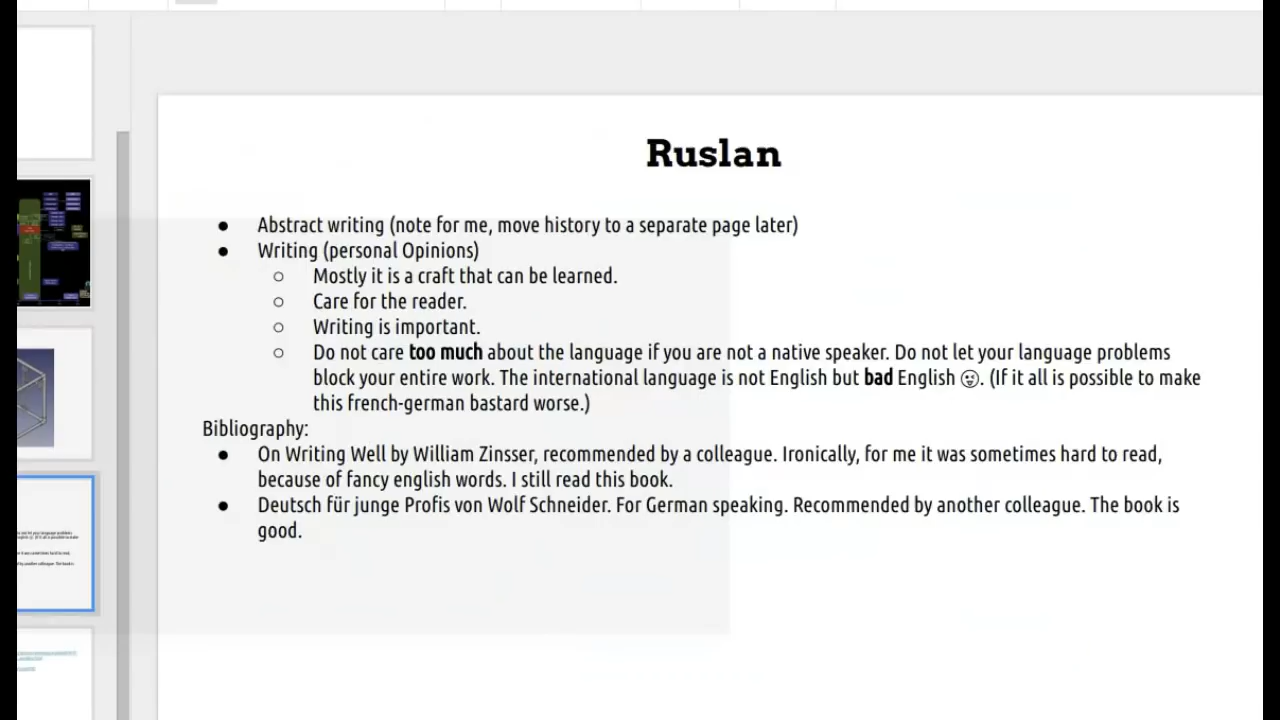 Ruslan
● Abstract writing (note for me, move history to a separate page later)
● Writing (personal Opinions)
○ Mostly it is a craft that can be learned.
○ Care for the reader.
○ Writing is important.
○ Do not care too much about the language if you are not a native speaker. Do not let your language problems
block your entire work. The international language is not English but bad English 😜. (If it all is possible to make
this french-german bastard worse.)
Bibliography:
● On Writing Well by William Zinsser, recommended by a colleague. Ironically, for me it was sometimes hard to read,
because of fancy english words. I still read this book.
● Deutsch für junge Profis von Wolf Schneider. For German speaking. Recommended by another colleague. The book is
good.